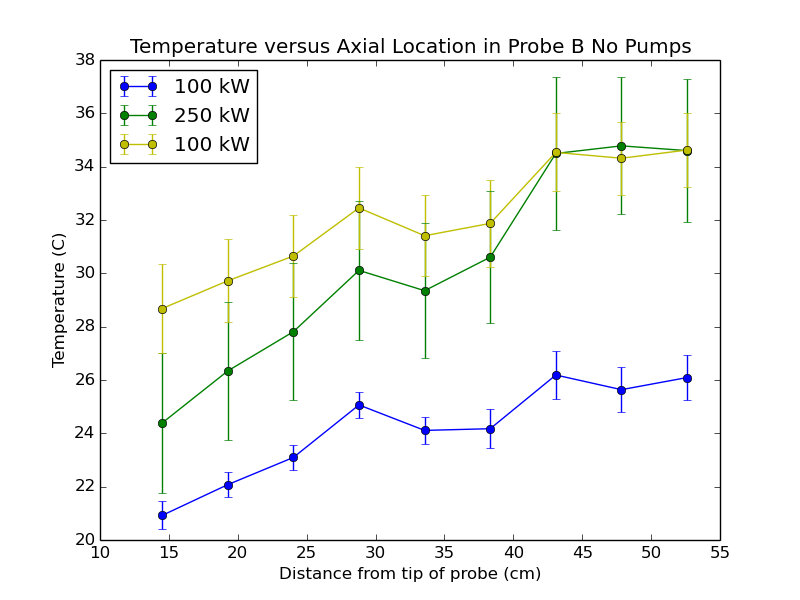 Temperature versus Axial Location in Probe B No Pumps
100 kW
250 kW
100 kW
Temperature (C)
38
36
34
32
30
28
26
24
22
20
10 15 20 25 30 35 40 45 50 55
Distance from tip of probe (cm)